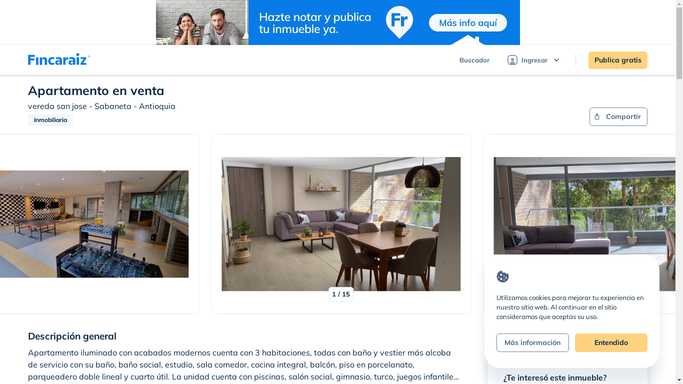 Hazte notar y publica
tu inmueble ya.
Fr
Más info aquí
Fincaraiz
Buscador
Ingresar
Publica gratis
Apartamento en venta
vereda san jose - Sabaneta - Antioquia
Inmobiliaria
Compartir
1 / 15
Utilizamos cookies para mejorar tu experiencia en
nuestro sitio web. Al continuar en el sitio
consideramos que aceptas su uso.
Más información
Entendido
Descripción general
Apartamento iluminado con acabados modernos cuenta con 3 habitaciones, todas con baño y vestier más alcoba
de servicio con su baño, baño social, estudio, sala comedor, cocina integral, balcón, piso en porcelanato,
parqueadero doble lineal y cuarto útil. La unidad cuenta con piscinas, salón social, gimnasio, turco, juegos infantile...
¿Te interesó este inmueble?